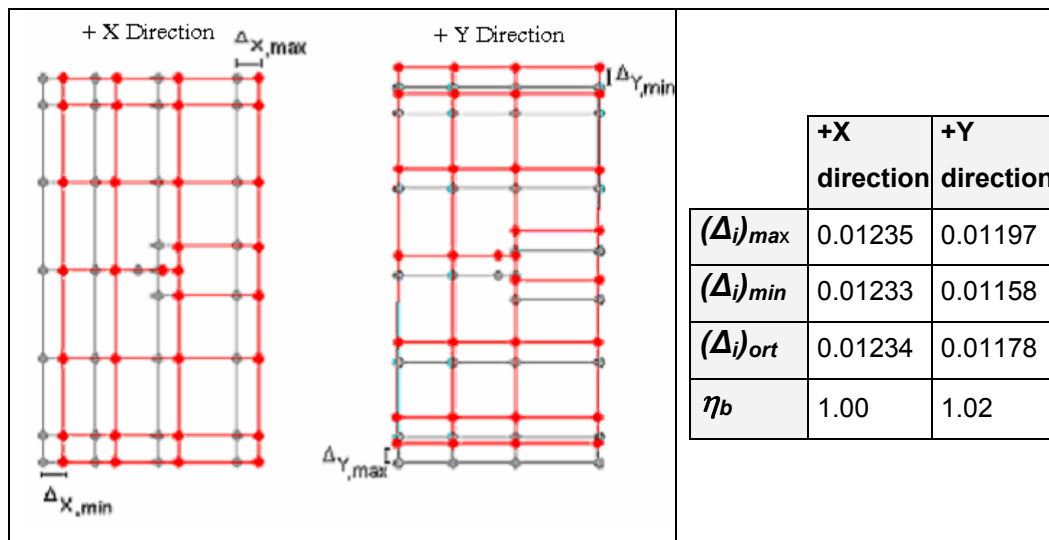 + X Direction
ΔX,max
+ Y Direction
ΔY,min
ΔY,max
ΔX,min
+X direction +Y direction
(Δi)max 0.01235 0.01197
(Δi)min 0.01233 0.01158
(Δi)ort 0.01234 0.01178
ηb 1.00 1.02